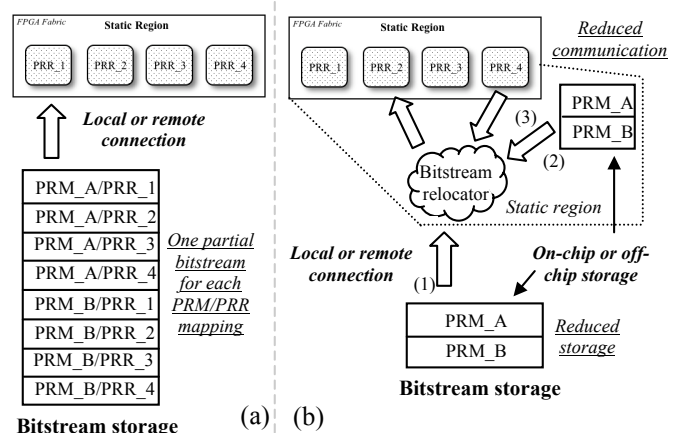 FPGA Fabric
Static Region
PRR_1
PRR_2
PRR_3
PRR_4
Local or remote
connection
PRM_A/PRR_1
PRM_A/PRR_2
PRM_A/PRR_3
PRM_A/PRR_4
PRM_B/PRR_1
PRM_B/PRR_2
PRM_B/PRR_3
PRM_B/PRR_4
One partial
bitstream
for each
PRM/PRR
mapping
Bitstream storage
(a)
FPGA Fabric
Static Region
PRR_1
PRR_2
PRR_3
PRR_4
Reduced
communication
PRM_A
PRM_B
(3)
(2)
Bitstream
relocator
Static region
Local or remote
connection
(1)
On-chip or off-
chip storage
PRM_A
PRM_B
Reduced
storage
Bitstream storage
(b)